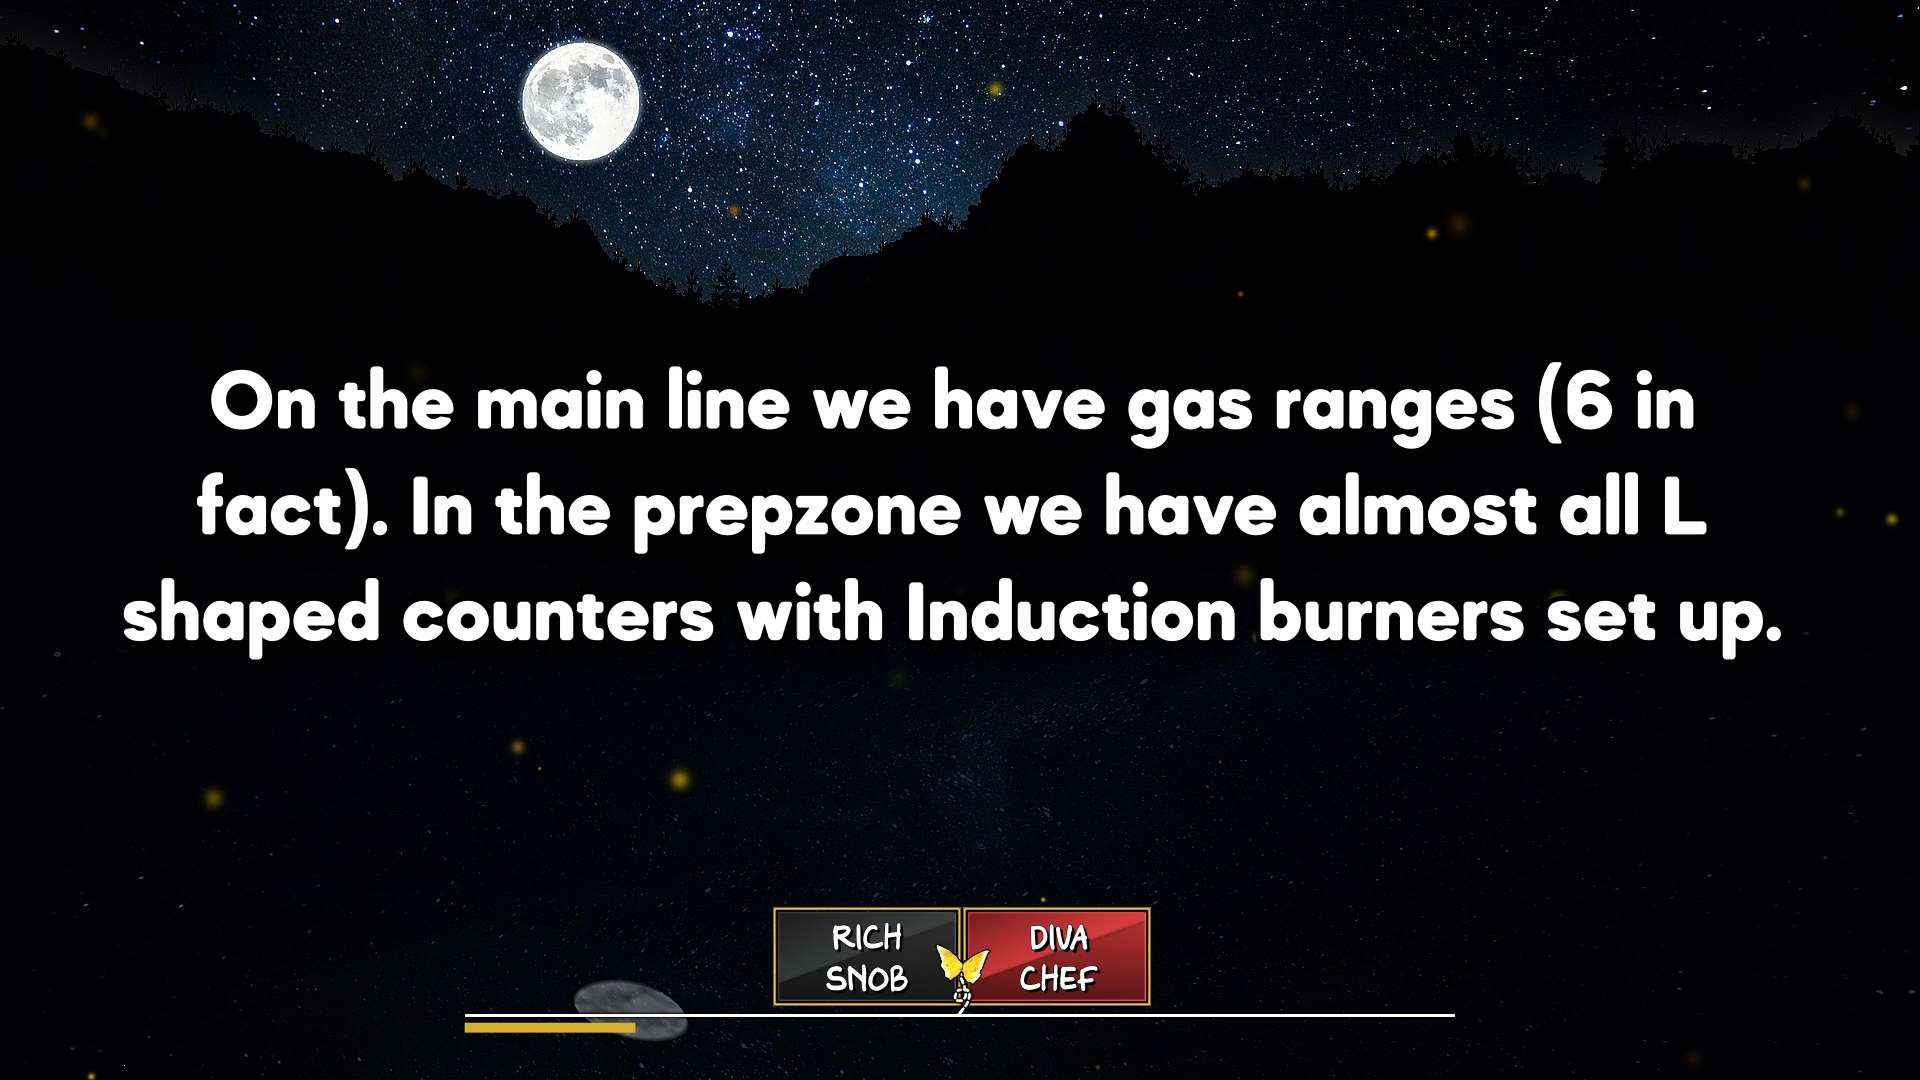 On the main line we have gas ranges (6 in
fact). In the prepzone we have almost all L
shaped counters with Induction burners set up.
RICH
SNOB
DIVA
CHEF